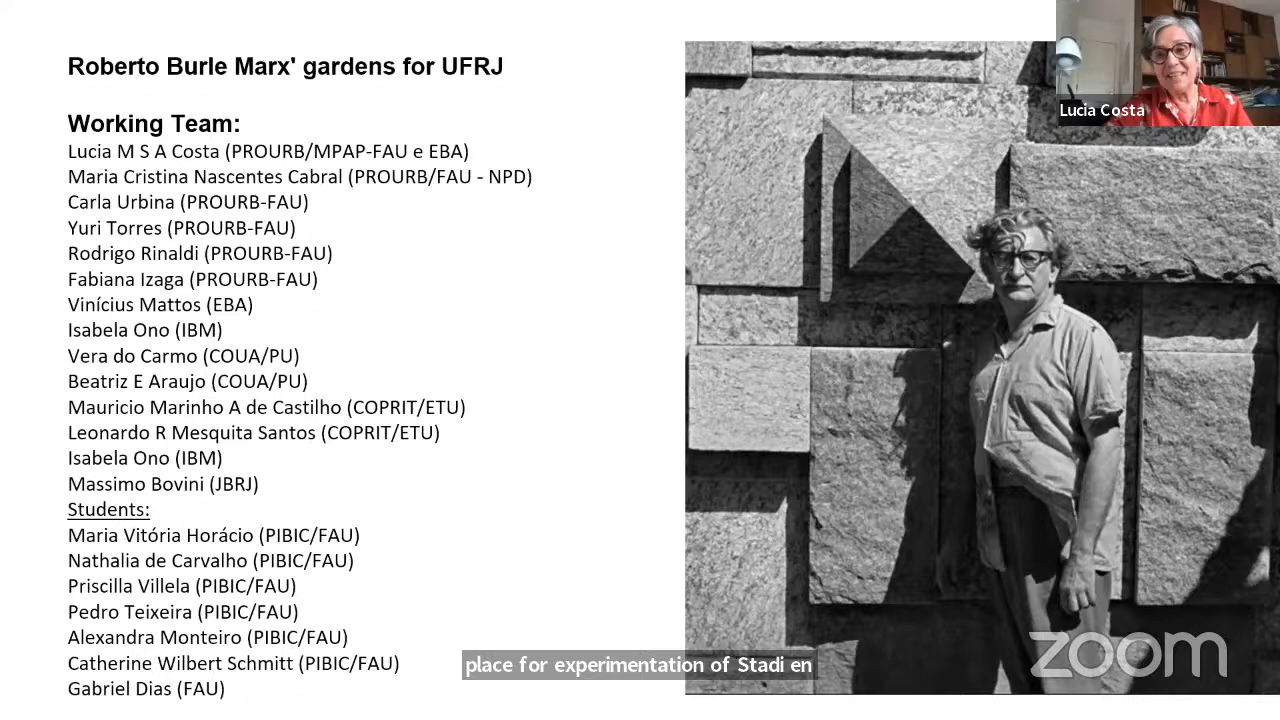 Roberto Burle Marx' gardens for UFRJ
Working Team:
Lucia M S A Costa (PROURB/MPAP-FAU e EBA)
Maria Cristina Nascentes Cabral (PROURB/FAU - NPD)
Carla Urbina (PROURB-FAU)
Yuri Torres (PROURB-FAU)
Rodrigo Rinaldi (PROURB-FAU)
Fabiana Izaga (PROURB-FAU)
Vinícius Mattos (EBA)
Isabela Ono (IBM)
Vera do Carmo (COUA/PU)
Beatriz E Araujo (COUA/PU)
Mauricio Marinho A de Castilho (COPRIT/ETU)
Leonardo R Mesquita Santos (COPRIT/ETU)
Isabela Ono (IBM)
Massimo Bovini (JBRJ)
Students:
Maria Vitória Horácio (PIBIC/FAU)
Nathalia de Carvalho (PIBIC/FAU)
Priscilla Villela (PIBIC/FAU)
Pedro Teixeira (PIBIC/FAU)
Alexandra Monteiro (PIBIC/FAU)
Catherine Wilbert Schmitt (PIBIC/FAU)
Gabriel Dias (FAU)
Lucia Costa
place for experimentation of Stadi en
zoom